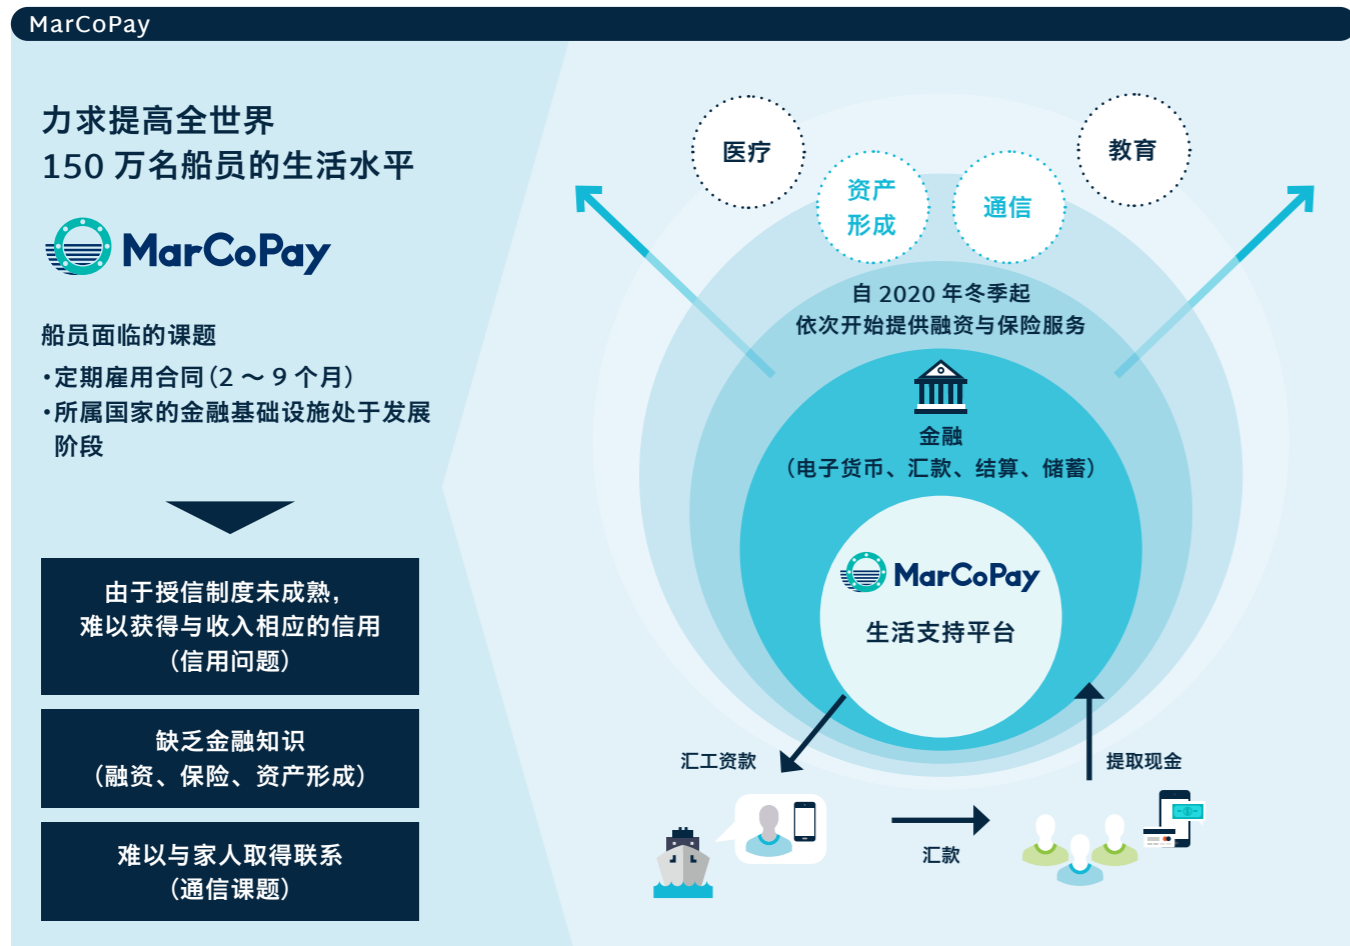 MarCoPay
力求提高全世界
150 万名船员的生活水平
MarCoPay
船员面临的课题
・定期雇用合同（2 ～ 9 个月）
・所属国家的金融基础设施处于发展
阶段
由于授信制度未成熟，
难以获得与收入相应的信用
（信用问题）
缺乏金融知识
（融资、保险、资产形成）
难以与家人取得联系
（通信课题）
医疗
资产
形成
通信
教育
自 2020 年冬季起
依次开始提供融资与保险服务
金融
（电子货币、汇款、结算、储蓄）
MarCoPay
生活支持平台
汇工资款
提取现金
汇款